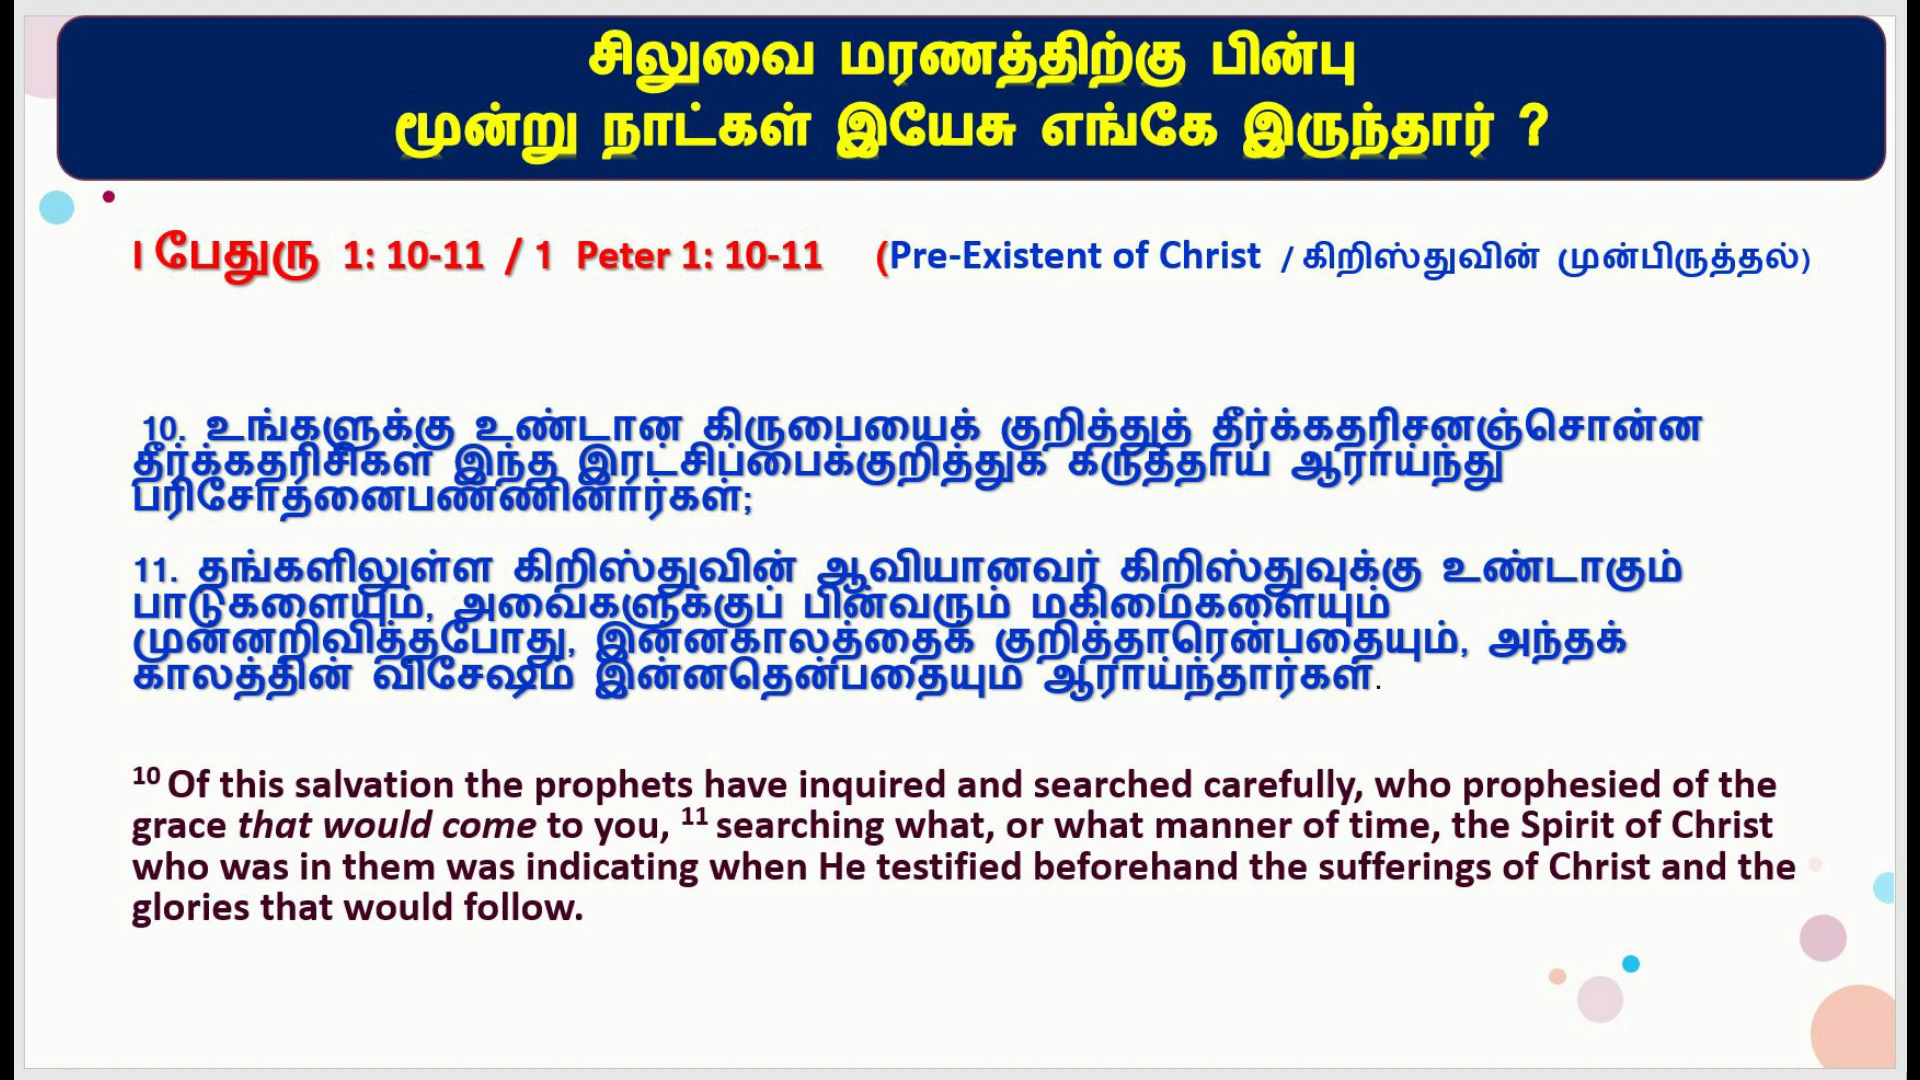 சிலுவை மரணத்திற்கு பின்பு
மூன்று நாட்கள் இயேசு எங்கே இருந்தார் ?
I பேதுரு 1: 10-11 / 1 Peter 1: 10-11 (Pre-Existent of Christ / கிறிஸ்துவின் முன்பிருத்தல்)
10. உங்களுக்கு உண்டான கிருபையைக் குறித்துத் தீர்க்கதரிசனஞ்சொன்ன
தீர்க்கதரிசிகள் இந்த இரட்சிப்பைக்குறித்துக் கருத்தாய் ஆராய்ந்து
பரிசோதனைபண்ணினார்கள்;
11. தங்களிலுள்ள கிறிஸ்துவின் ஆவியானவர் கிறிஸ்துவுக்கு உண்டாகும்
பாடுகளையும், அவைகளுக்குப் பின்வரும் மகிமைகளையும்
முன்னறிவித்தபோது, இன்னகாலத்தைக் குறித்தாரென்பதையும், அந்தக்
காலத்தின் விசேஷம் இன்னதென்பதையும் ஆராய்ந்தார்கள்.
10 Of this salvation the prophets have inquired and searched carefully, who prophesied of the
grace that would come to you, 11 searching what, or what manner of time, the Spirit of Christ
who was in them was indicating when He testified beforehand the sufferings of Christ and the
glories that would follow.